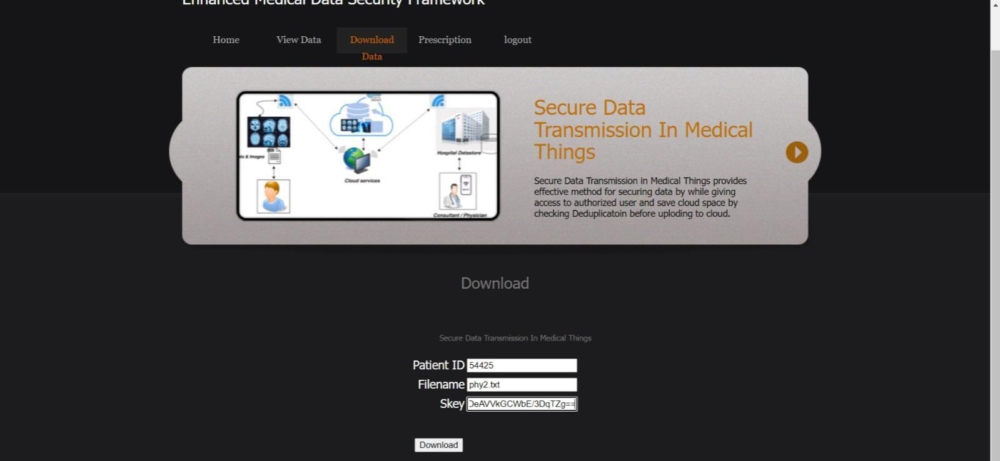 Enhanced Medical Data Security Framework
Home View Data Download Data Prescription logout
Hospital Datastore
& Images
Cloud services
Consultant / Physician
Secure Data
Transmission In Medical
Things
Secure Data Transmission in Medical Things provides
effective method for securing data by while giving
access to authorized user and save cloud space by
checking Deduplicatoin before uploding to cloud.
Download
Secure Data Transmission In Medical Things
Patient ID 54425
Filename phy2.txt
Skey DeAVVkGCWbE/3DqTZg==
Download